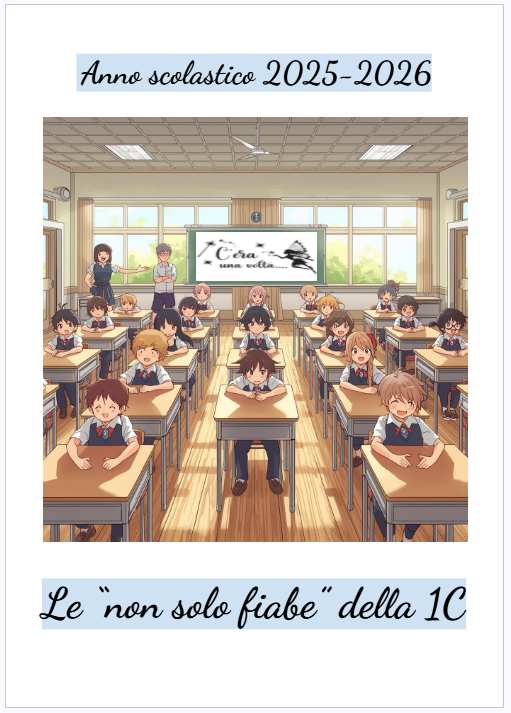 Anno scolastico 2025-2026
C'era
una volta....
Le “non solo fiabe” della 1C